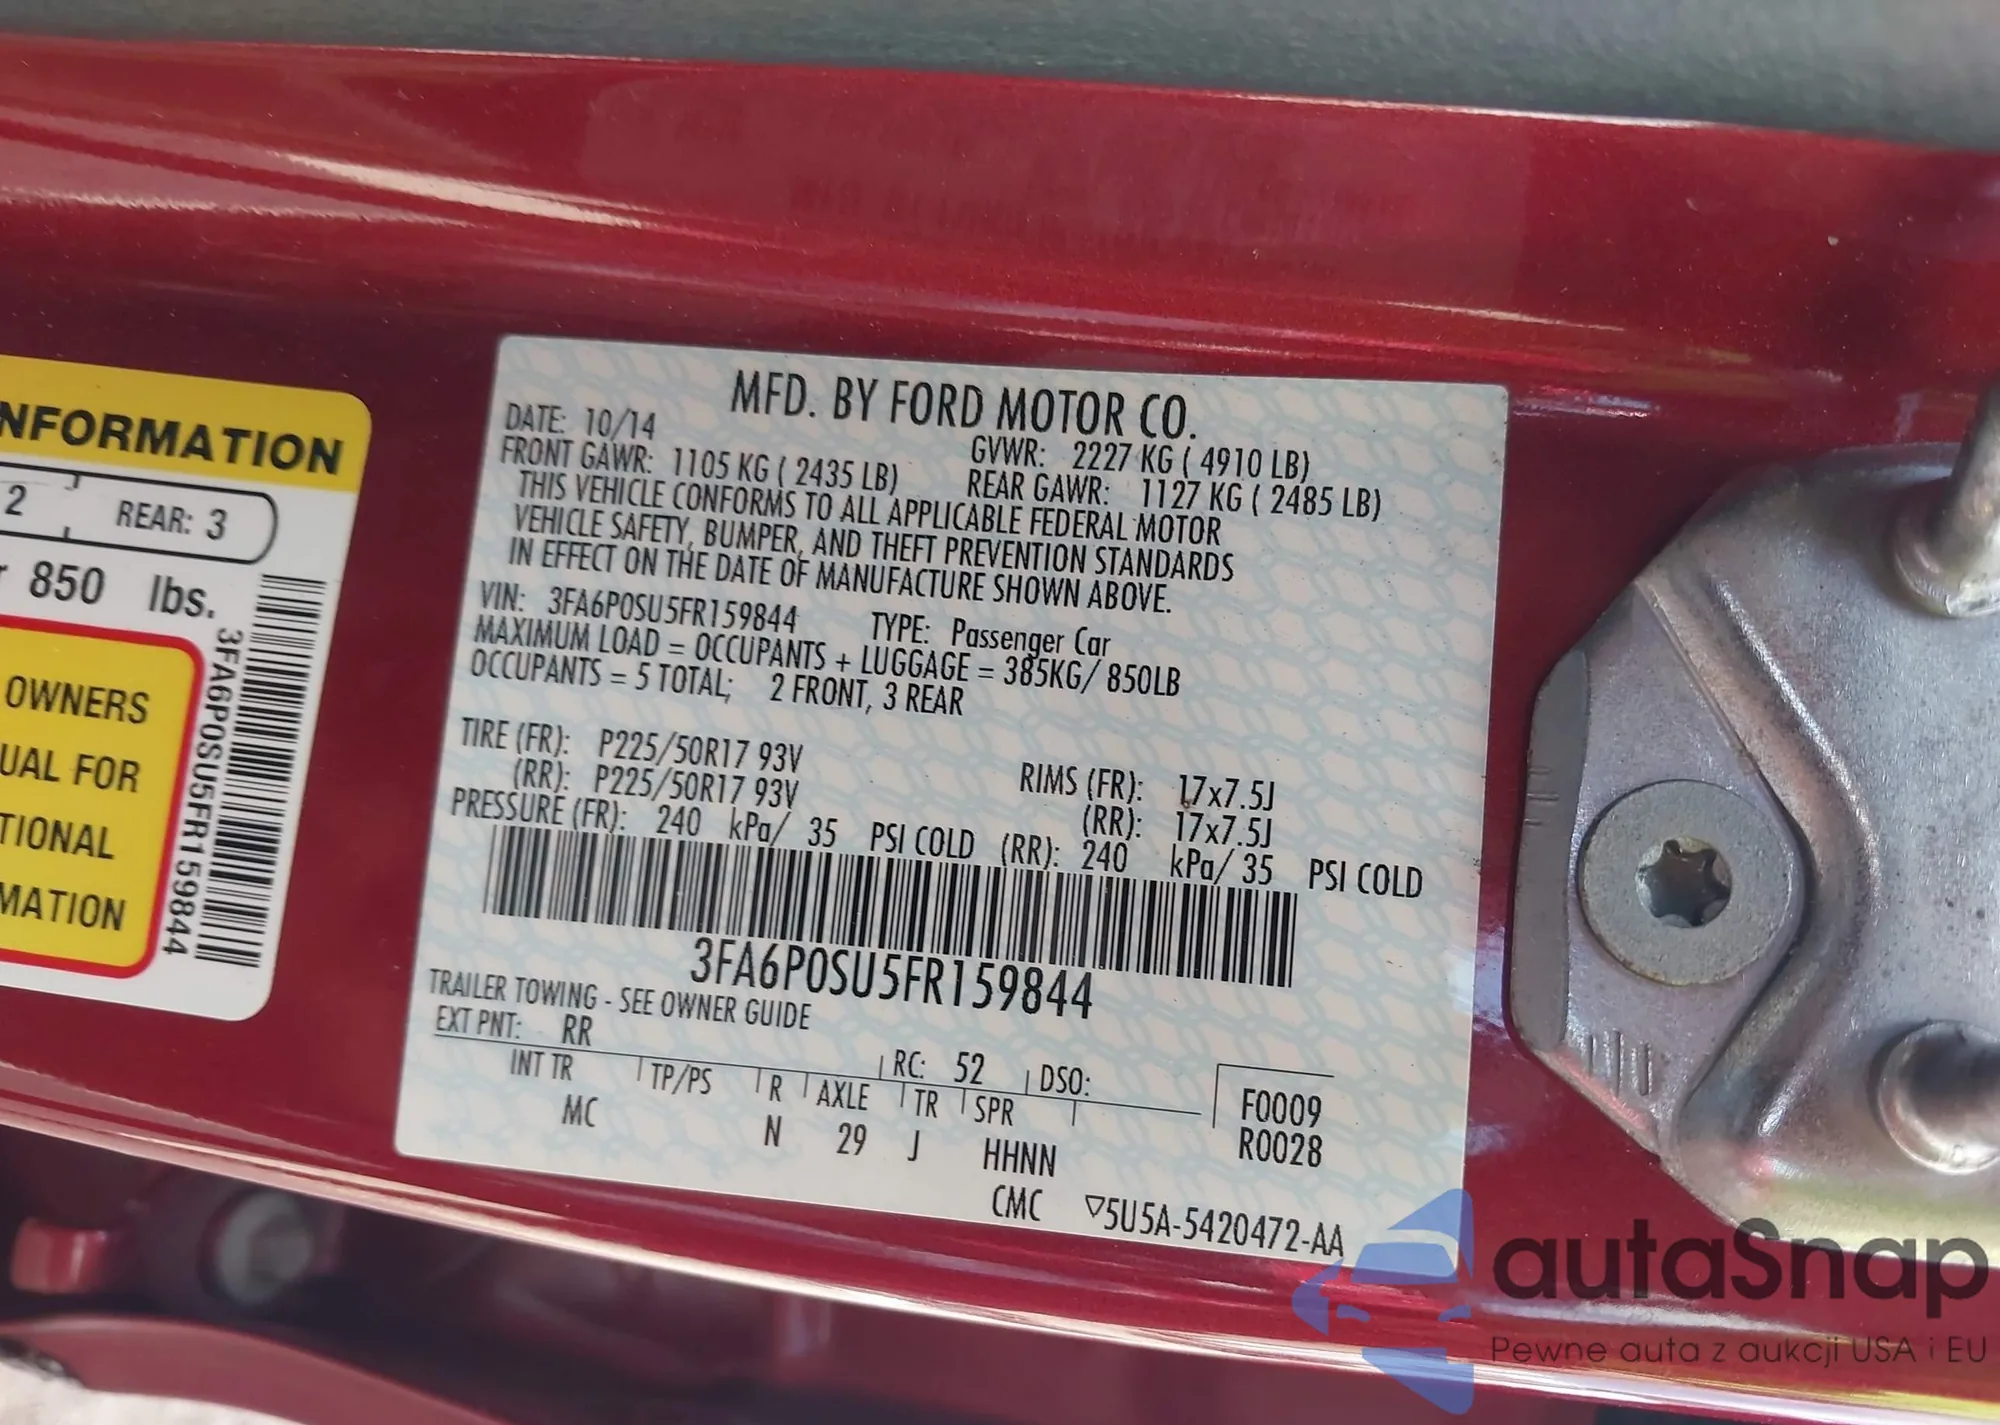 NFORMATION
2 REAR: 3
850 lbs.
OWNERS
UAL FOR
TIONAL
MATION
3FA6P0SU5FR159844
MFD. BY FORD MOTOR CO.
DATE: 10/14 GVWR: 2227 KG ( 4910 LB)
FRONT GAWR: 1105 KG ( 2435 LB) REAR GAWR: 1127 KG ( 2485 LB)
THIS VEHICLE CONFORMS TO ALL APPLICABLE FEDERAL MOTOR
VEHICLE SAFETY, BUMPER, AND THEFT PREVENTION STANDARDS
IN EFFECT ON THE DATE OF MANUFACTURE SHOWN ABOVE.
VIN: 3FA6P0SU5FR159844 TYPE: Passenger Car
MAXIMUM LOAD = OCCUPANTS + LUGGAGE = 385KG/ 850LB
OCCUPANTS = 5 TOTAL; 2 FRONT, 3 REAR
TIRE (FR): P225/50R17 93V RIMS (FR): 17x7.5J
(RR): P225/50R17 93V (RR): 17x7.5J
PRESSURE (FR): 240 kPa/ 35 PSI COLD (RR): 240 kPa/ 35 PSI COLD
3FA6P0SU5FR159844
TRAILER TOWING - SEE OWNER GUIDE
EXT PNT: RR RC: 52 DSO:
INT TR TP/PS R AXLE TR SPR F0009
MC N 29 J HHNN R0028
CMC ▽5U5A-5420472-AA
autaSnap
Pewne auta z aukcji USA i EU